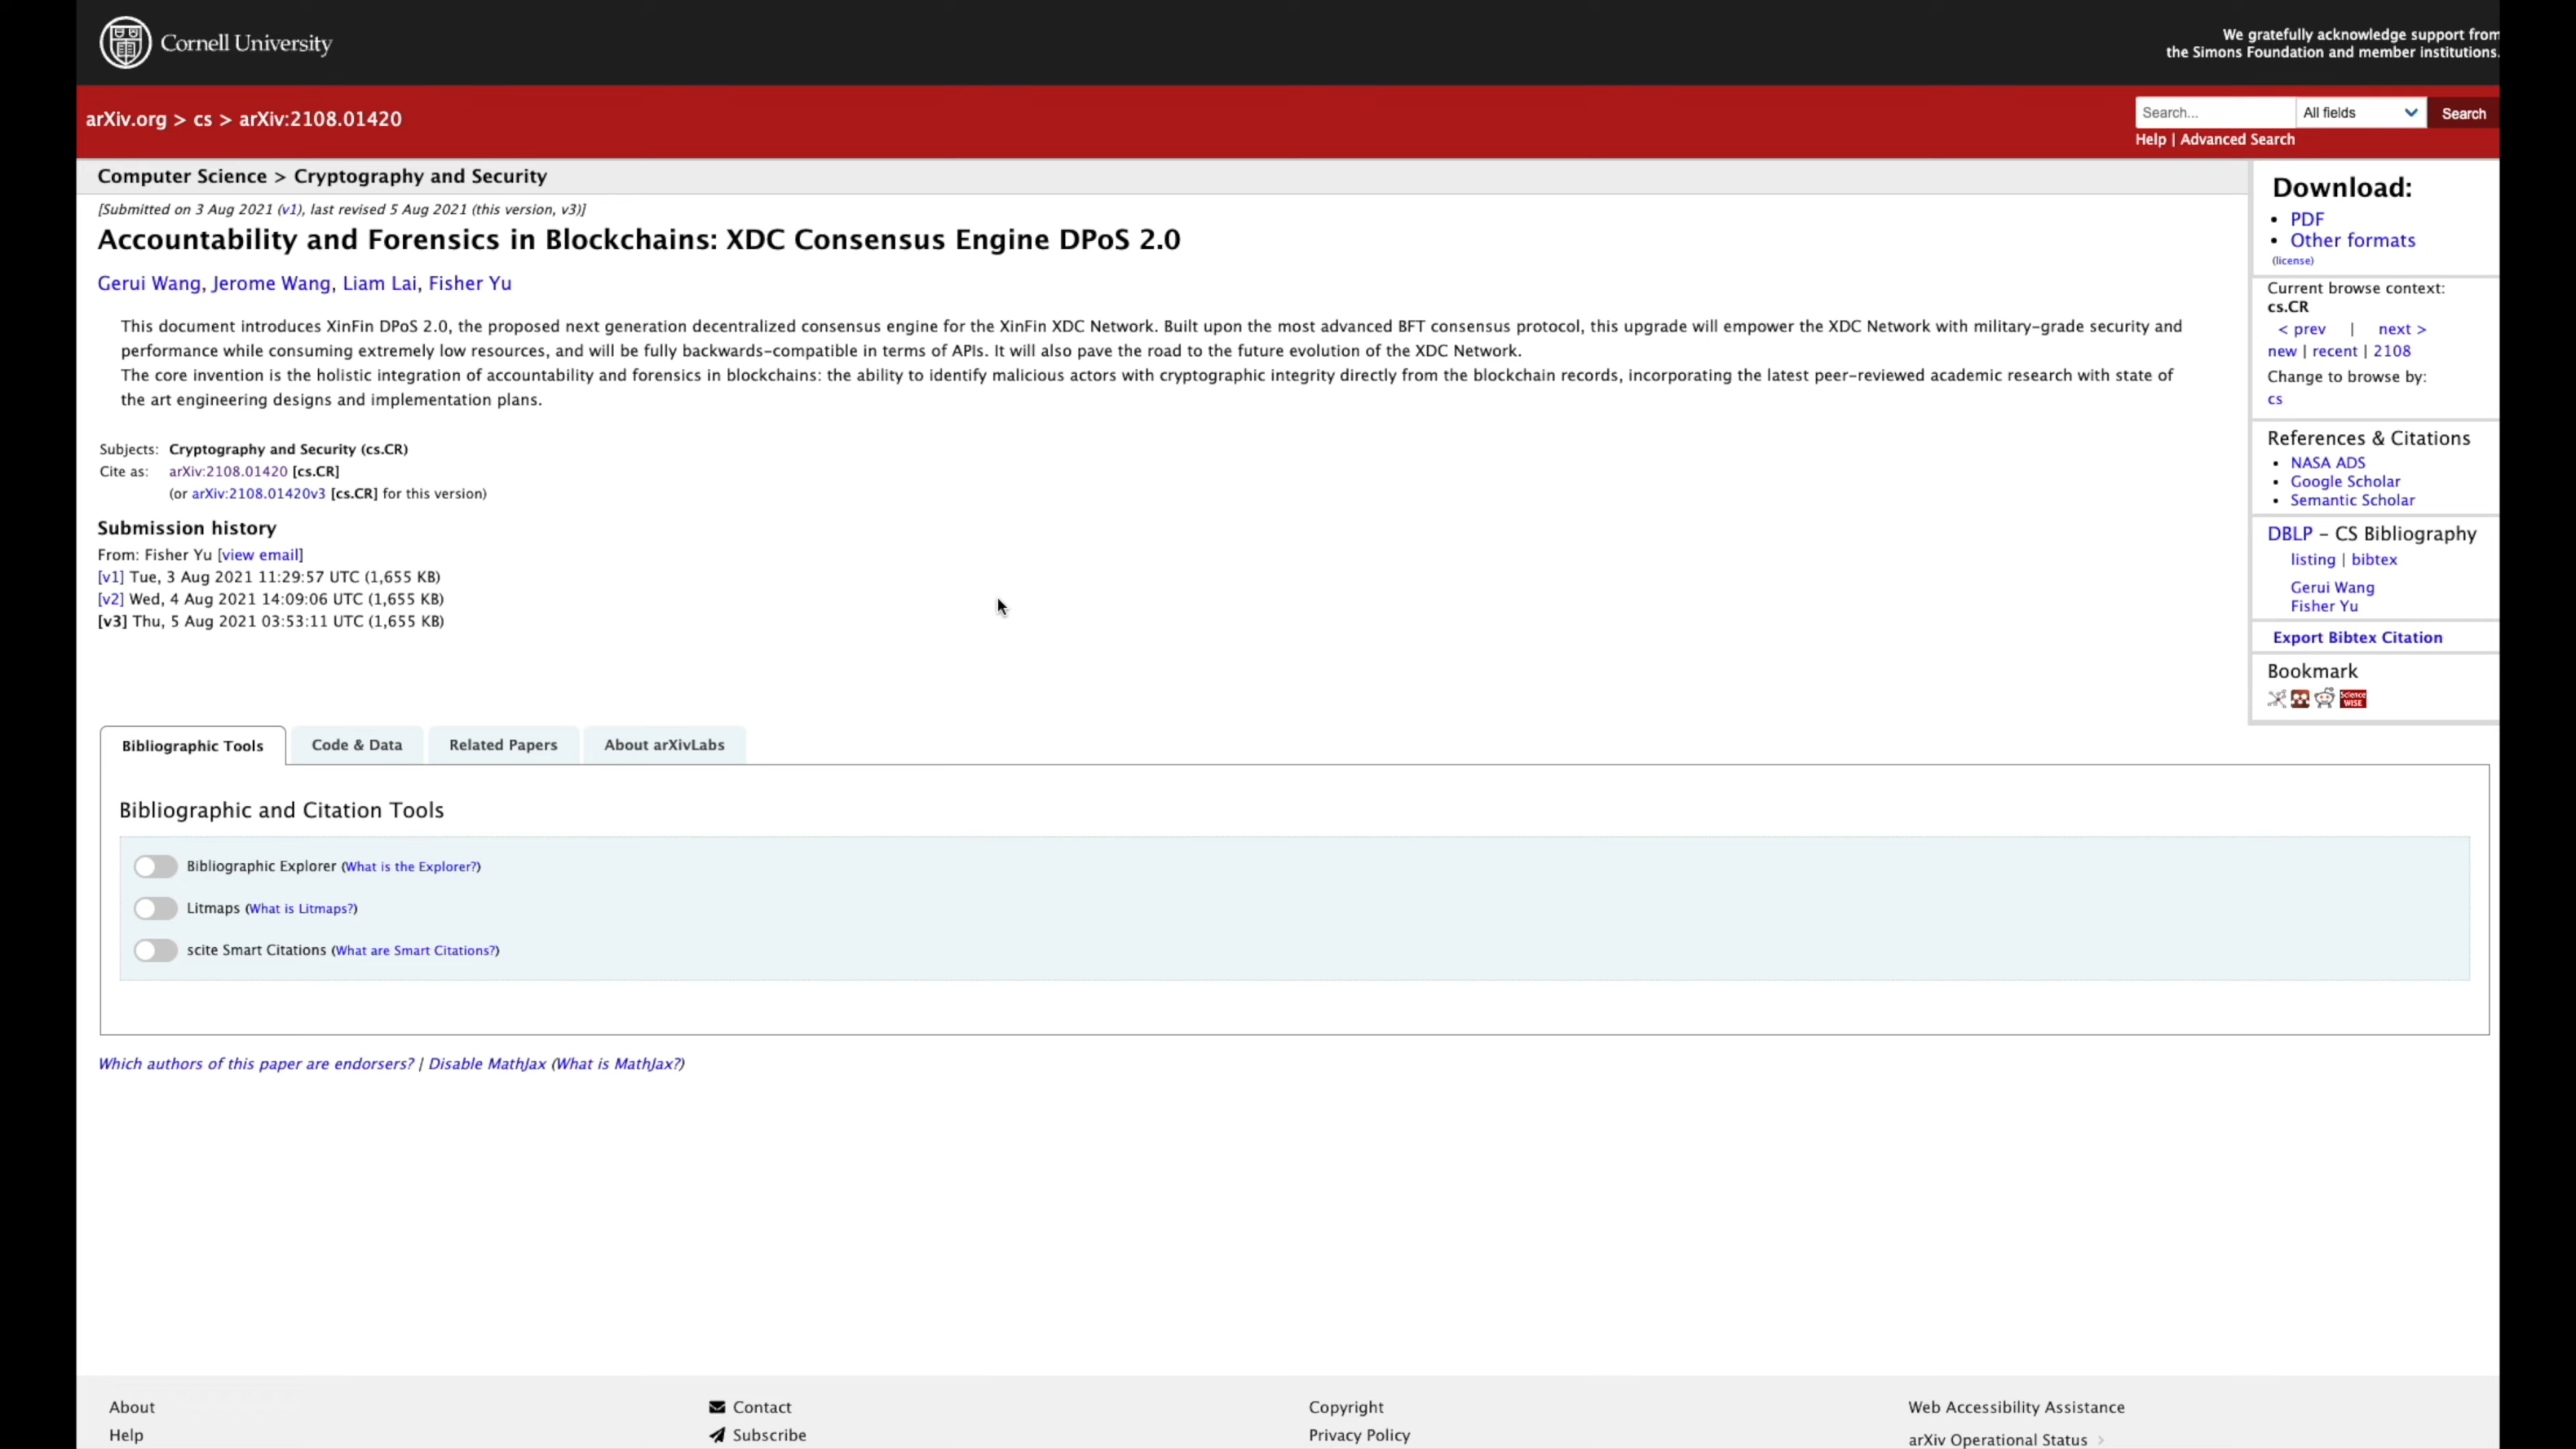 Cornell University
We gratefully acknowledge support from
the Simons Foundation and member institutions.
arXiv.org > cs > arXiv:2108.01420
Search... All fields Search
Help | Advanced Search
Computer Science > Cryptography and Security
[Submitted on 3 Aug 2021 (v1), last revised 5 Aug 2021 (this version, v3)]
Accountability and Forensics in Blockchains: XDC Consensus Engine DPoS 2.0
Gerui Wang, Jerome Wang, Liam Lai, Fisher Yu
This document introduces XinFin DPoS 2.0, the proposed next generation decentralized consensus engine for the XinFin XDC Network. Built upon the most advanced BFT consensus protocol, this upgrade will empower the XDC Network with military-grade security and
performance while consuming extremely low resources, and will be fully backwards-compatible in terms of APIs. It will also pave the road to the future evolution of the XDC Network.
The core invention is the holistic integration of accountability and forensics in blockchains: the ability to identify malicious actors with cryptographic integrity directly from the blockchain records, incorporating the latest peer-reviewed academic research with state of
the art engineering designs and implementation plans.
Subjects: Cryptography and Security (cs.CR)
Cite as: arXiv:2108.01420 [cs.CR]
(or arXiv:2108.01420v3 [cs.CR] for this version)
Submission history
From: Fisher Yu [view email]
[v1] Tue, 3 Aug 2021 11:29:57 UTC (1,655 KB)
[v2] Wed, 4 Aug 2021 14:09:06 UTC (1,655 KB)
[v3] Thu, 5 Aug 2021 03:53:11 UTC (1,655 KB)
Download:
• PDF
• Other formats
(license)
Current browse context:
cs.CR
< prev | next >
new | recent | 2108
Change to browse by:
cs
References & Citations
• NASA ADS
• Google Scholar
• Semantic Scholar
DBLP – CS Bibliography
listing | bibtex
Gerui Wang
Fisher Yu
Export Bibtex Citation
Bookmark
Science
WISE
Bibliographic Tools Code & Data Related Papers About arXivLabs
Bibliographic and Citation Tools
Bibliographic Explorer (What is the Explorer?)
Litmaps (What is Litmaps?)
scite Smart Citations (What are Smart Citations?)
Which authors of this paper are endorsers? | Disable MathJax (What is MathJax?)
About
Help
Contact
Subscribe
Copyright
Privacy Policy
Web Accessibility Assistance
arXiv Operational Status >